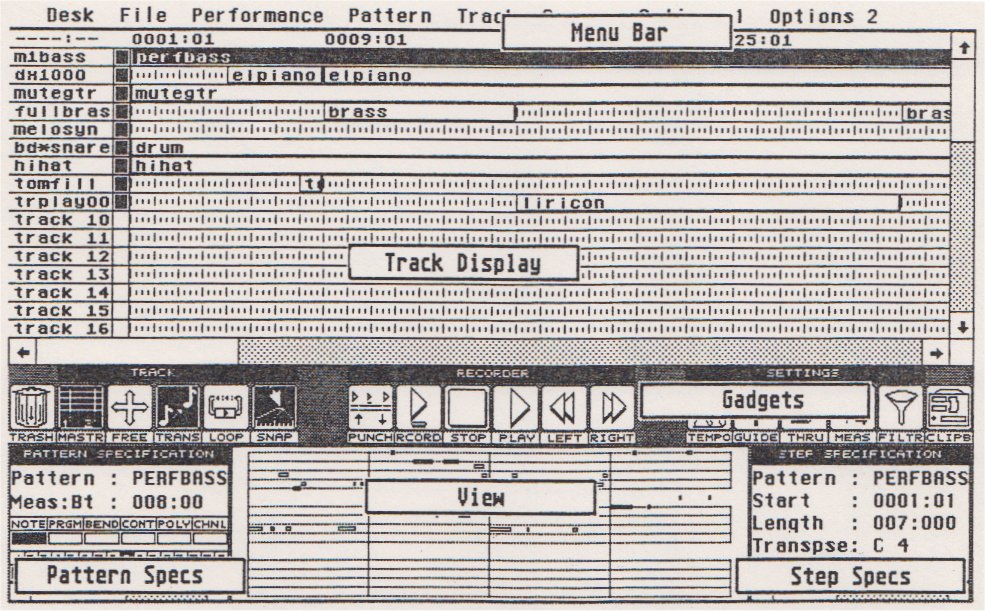 Desk File Performance Pattern Options 2
Menu Bar
----:-- 0001:01 0009:01 25:01
m1bass perfbass
dx1000 elpiano elpiano
mutegtr mutegtr
fullbras brass bras
melosyn
bd*snare drum
hihat hihat
tomfill
trplay00 liricon
track 10
track 11
track 12
Track Display
track 13
track 14
track 15
track 16
TRACK RECORDER SETTINGS
Gadgets
TRASH MASTR FREE TRANS LOOP SNAP PUNCH RCORD STOP PLAY LEFT RIGHT TEMPO GUIDE THRU MEAS FILTR CLIPB
PATTERN SPECIFICATION STEP SPECIFICATION
Pattern : PERFBASS Pattern : PERFBASS
Meas:Bt : 008:00 Start : 0001:01
View
NOTE PRGM BEND CONT POLY CHNL Length : 007:000
Transpse: C 4
Pattern Specs Step Specs